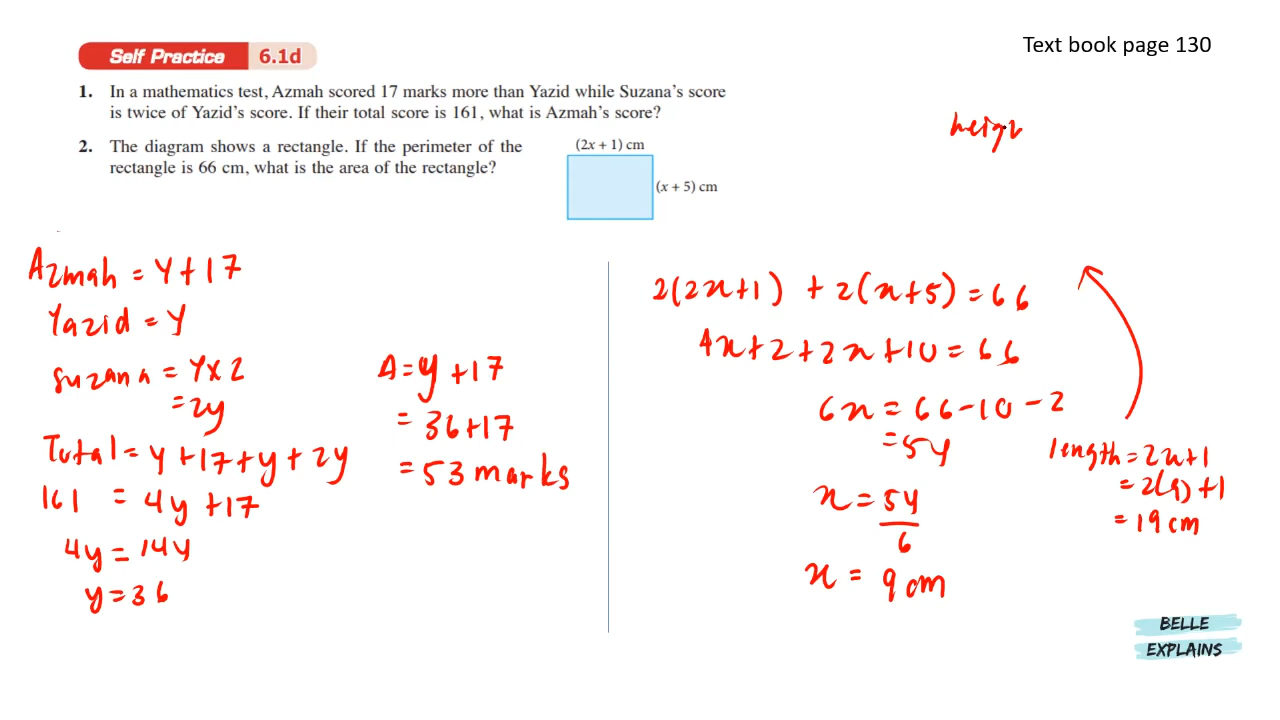 Text book page 130
Self Practice 6.1d
1. In a mathematics test, Azmah scored 17 marks more than Yazid while Suzana's score
is twice of Yazid's score. If their total score is 161, what is Azmah's score?
2. The diagram shows a rectangle. If the perimeter of the
rectangle is 66 cm, what is the area of the rectangle?
(2x + 1) cm
(x + 5) cm
Azmah = y + 17
Yazid = y
Suzana = y x 2
= 2y
Total = y + 17 + y + 2y
161 = 4y + 17
4y = 144
y = 36
A = y + 17
= 36 + 17
= 53 marks
2(2x+1) + 2(x+5) = 66
4x + 2 + 2x + 10 = 66
6x = 66 - 10 - 2
= 54
x = 54
6
x = 9 cm
heigh
length = 2x+1
= 2(9) + 1
= 19 cm
BELLE
EXPLAINS